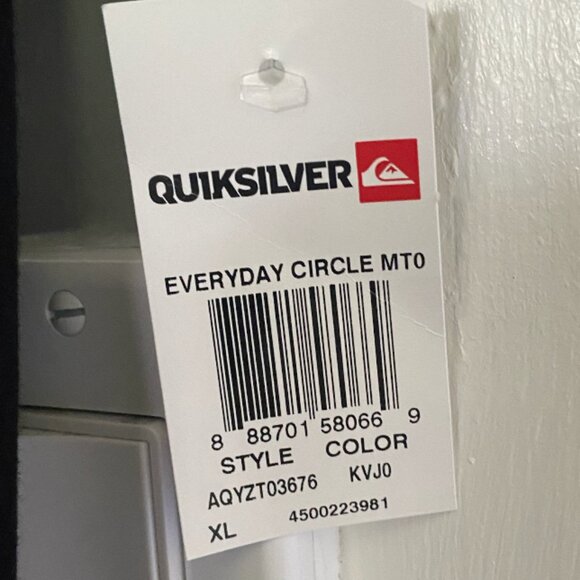 QUIKSILVER
EVERYDAY CIRCLE MT0
8 88701 58066 9
STYLE COLOR
AQYZT03676 KVJ0
XL 4500223981